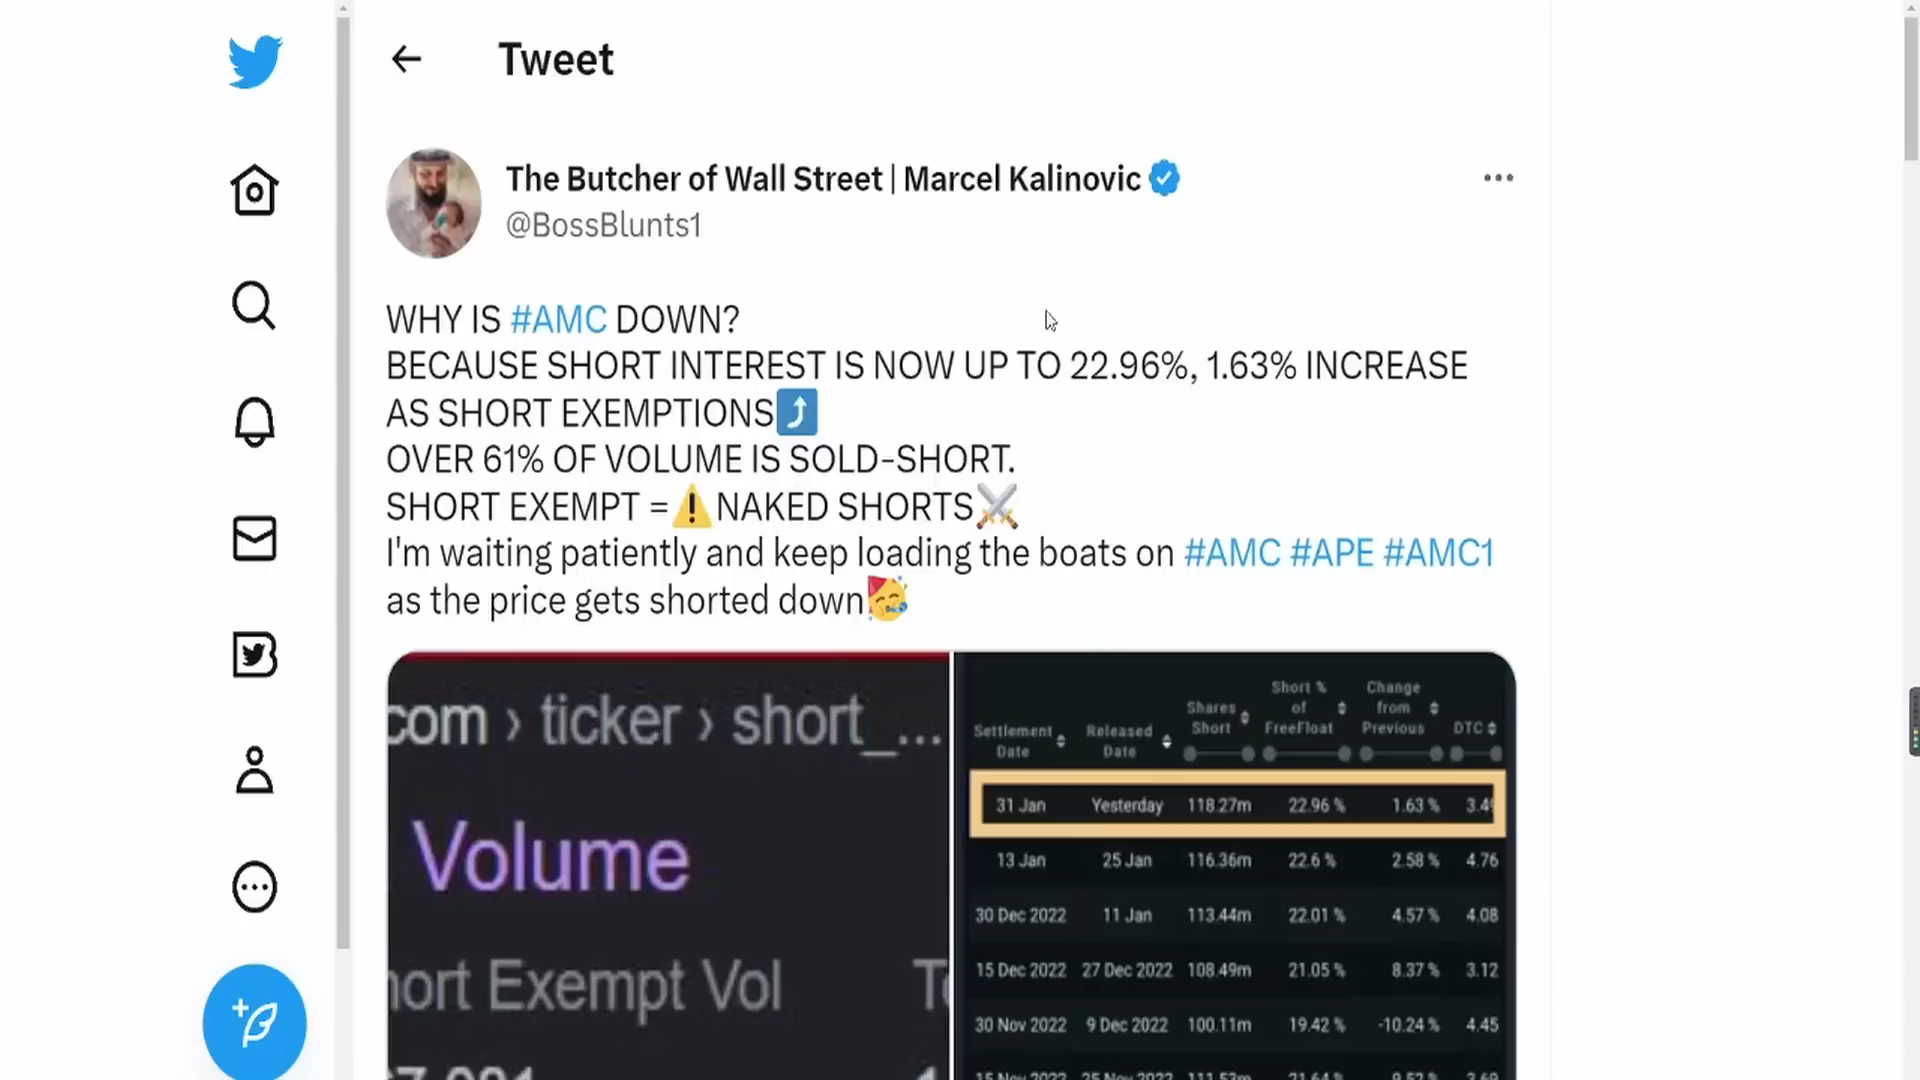 Tweet
The Butcher of Wall Street | Marcel Kalinovic
@BossBlunts1
WHY IS #AMC DOWN?
BECAUSE SHORT INTEREST IS NOW UP TO 22.96%, 1.63% INCREASE
AS SHORT EXEMPTIONS⤴️
OVER 61% OF VOLUME IS SOLD-SHORT.
SHORT EXEMPT =⚠️NAKED SHORTS⚔️
I'm waiting patiently and keep loading the boats on #AMC #APE #AMC1
as the price gets shorted down🥳
com › ticker › short_...
Volume
hort Exempt Vol
Settlement Date Released Date Shares Short Short % of FreeFloat Change from Previous DTC
31 Jan Yesterday 118.27m 22.96 % 1.63 % 3.4
13 Jan 25 Jan 116.36m 22.6 % 2.58 % 4.76
30 Dec 2022 11 Jan 113.44m 22.01 % 4.57 % 4.08
15 Dec 2022 27 Dec 2022 108.49m 21.05 % 8.37 % 3.12
30 Nov 2022 9 Dec 2022 100.11m 19.42 % -10.24 % 4.45